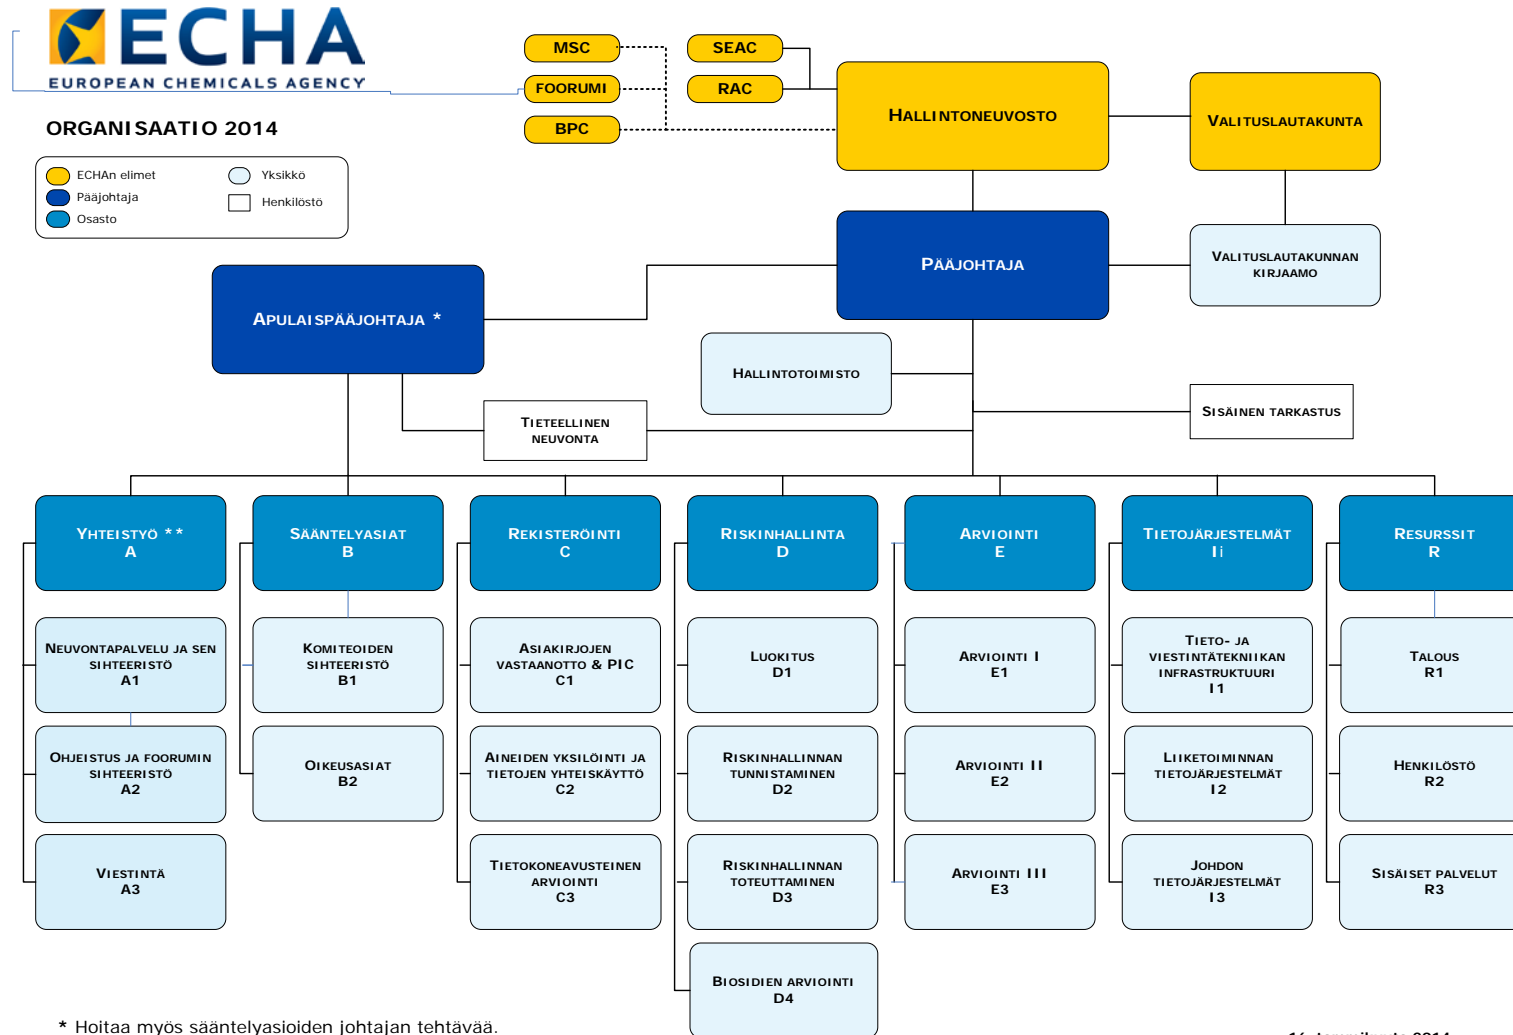 ECHA
EUROPEAN CHEMICALS AGENCY
ORGANISAATIO 2014
ECHAn elimet
Pääjohtaja
Osasto
Yksikkö
Henkilöstö
MSC
FOORUMI
BPC
SEAC
RAC
HALLINTONEUVOSTO
VALITUSLAUTAKUNTA
PÄÄJOHTAJA
VALITUSLAUTAKUNNAN
KIRJAAMO
APULAISPÄÄJOHTAJA *
HALLINTOTOIMISTO
TIETEELLINEN
NEUVONTA
SISÄINEN TARKASTUS
YHTEISTYÖ **
A
SÄÄNTELYASIAT
B
REKISTERÖINTI
C
RISKINHALLINTA
D
ARVIOINTI
E
TIETOJÄRJESTELMÄT
Ii
RESURSSIT
R
NEUVONTAPALVELU JA SEN
SIHTEERISTÖ
A1
KOMITEOIDEN
SIHTEERISTÖ
B1
ASIAKIRJOJEN
VASTAANOTTO & PIC
C1
LUOKITUS
D1
ARVIOINTI I
E1
TIETO- JA
VIESTINTÄTEKNIIKAN
INFRASTRUKTUURI
I1
TALOUS
R1
OHJEISTUS JA FOORUMIN
SIHTEERISTÖ
A2
OIKEUSASIAT
B2
AINEIDEN YKSILÖINTI JA
TIETOJEN YHTEISKÄYTTÖ
C2
RISKINHALLINNAN
TUNNISTAMINEN
D2
ARVIOINTI II
E2
LIIKETOIMINNAN
TIETOJÄRJESTELMÄT
I2
HENKILÖSTÖ
R2
VIESTINTÄ
A3
TIETOKONEAVUSTEINEN
ARVIOINTI
C3
RISKINHALLINNAN
TOTEUTTAMINEN
D3
ARVIOINTI III
E3
JOHDON
TIETOJÄRJESTELMÄT
I3
SISÄISET PALVELUT
R3
BIOSIDIEN ARVIOINTI
D4
* Hoitaa myös sääntelyasioiden johtajan tehtävää.